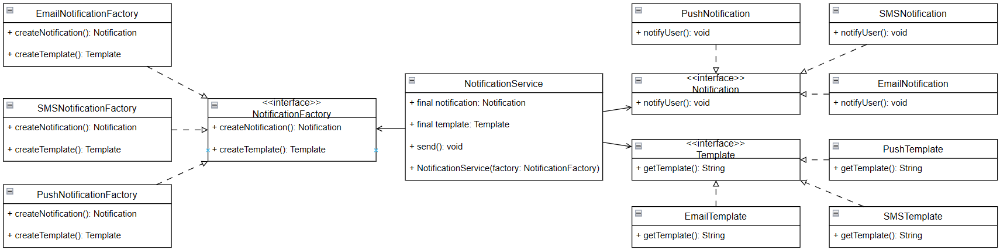 EmailNotificationFactory
+ createNotification(): Notification
+ createTemplate(): Template
SMSNotificationFactory
+ createNotification(): Notification
+ createTemplate(): Template
PushNotificationFactory
+ createNotification(): Notification
+ createTemplate(): Template
<<interface>>
NotificationFactory
+ createNotification(): Notification
+ createTemplate(): Template
NotificationService
+ final notification: Notification
+ final template: Template
+ send(): void
+ NotificationService(factory: NotificationFactory)
PushNotification
+ notifyUser(): void
SMSNotification
+ notifyUser(): void
<<interface>>
Notification
+ notifyUser(): void
EmailNotification
+ notifyUser(): void
<<interface>>
Template
+ getTemplate(): String
PushTemplate
+ getTemplate(): String
EmailTemplate
+ getTemplate(): String
SMSTemplate
+ getTemplate(): String